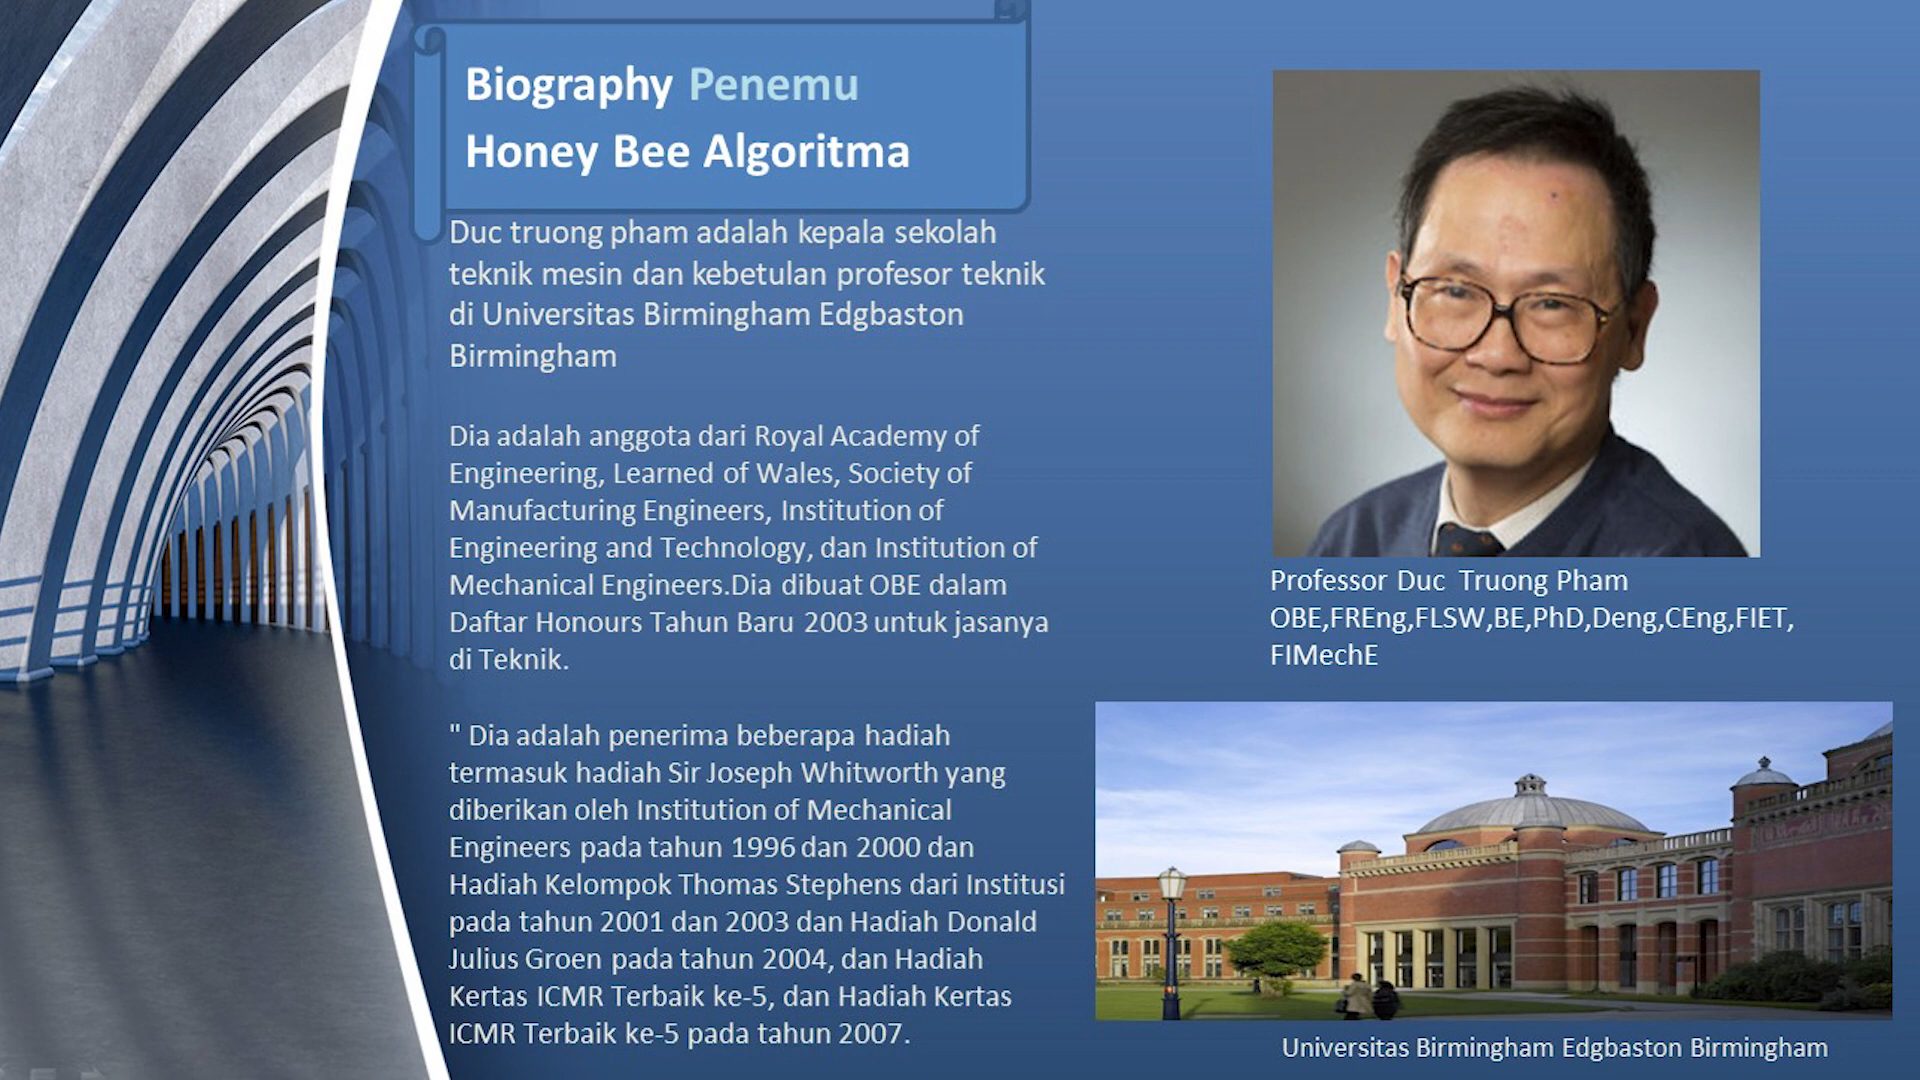 Biography Penemu
Honey Bee Algoritma
Duc truong pham adalah kepala sekolah
teknik mesin dan kebetulan profesor teknik
di Universitas Birmingham Edgbaston
Birmingham
Dia adalah anggota dari Royal Academy of
Engineering, Learned of Wales, Society of
Manufacturing Engineers, Institution of
Engineering and Technology, dan Institution of
Mechanical Engineers.Dia dibuat OBE dalam
Daftar Honours Tahun Baru 2003 untuk jasanya
di Teknik.
" Dia adalah penerima beberapa hadiah
termasuk hadiah Sir Joseph Whitworth yang
diberikan oleh Institution of Mechanical
Engineers pada tahun 1996 dan 2000 dan
Hadiah Kelompok Thomas Stephens dari Institusi
pada tahun 2001 dan 2003 dan Hadiah Donald
Julius Groen pada tahun 2004, dan Hadiah
Kertas ICMR Terbaik ke-5, dan Hadiah Kertas
ICMR Terbaik ke-5 pada tahun 2007.
Professor Duc Truong Pham
OBE,FREng,FLSW,BE,PhD,Deng,CEng,FIET,
FIMechE
Universitas Birmingham Edgbaston Birmingham